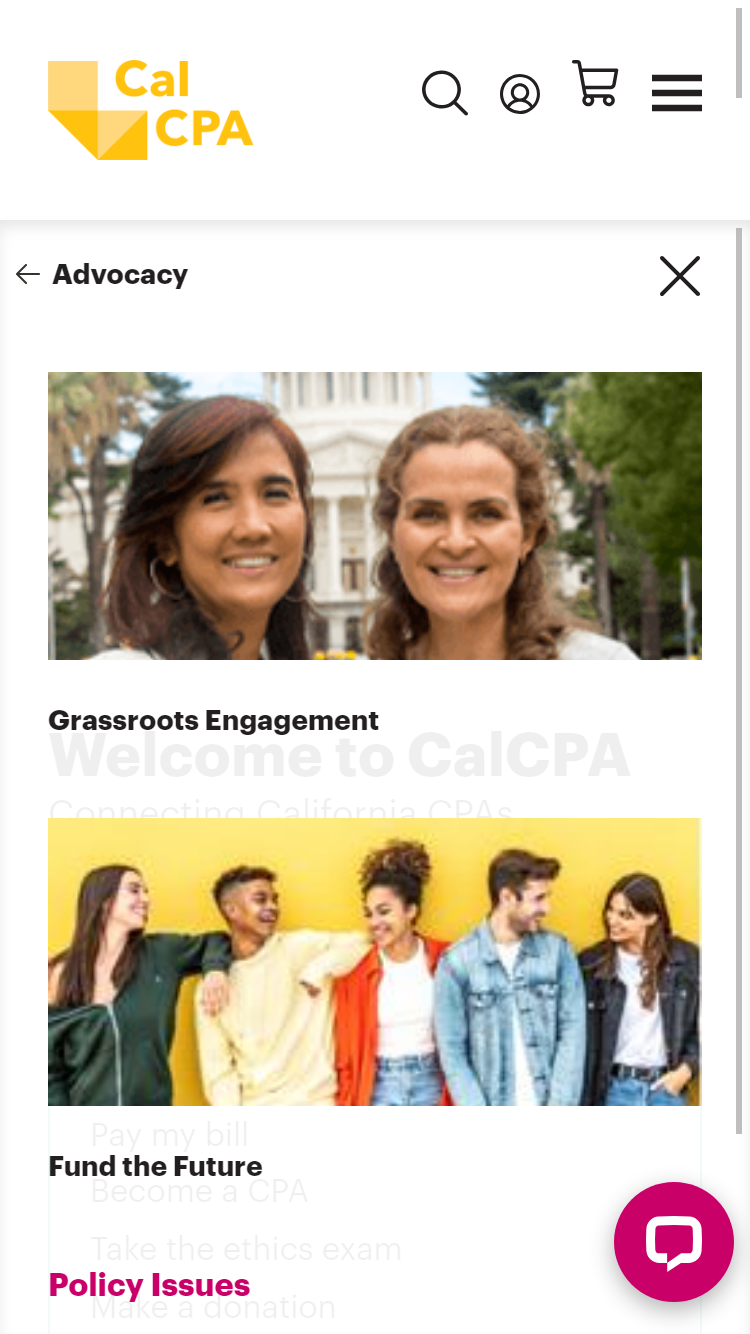 Cal
CPA
Advocacy
Grassroots Engagement
Welcome to CalCPA
Connecting California CPAs
Pay my bill
Fund the Future
Become a CPA
Take the ethics exam
Policy Issues
Make a donation